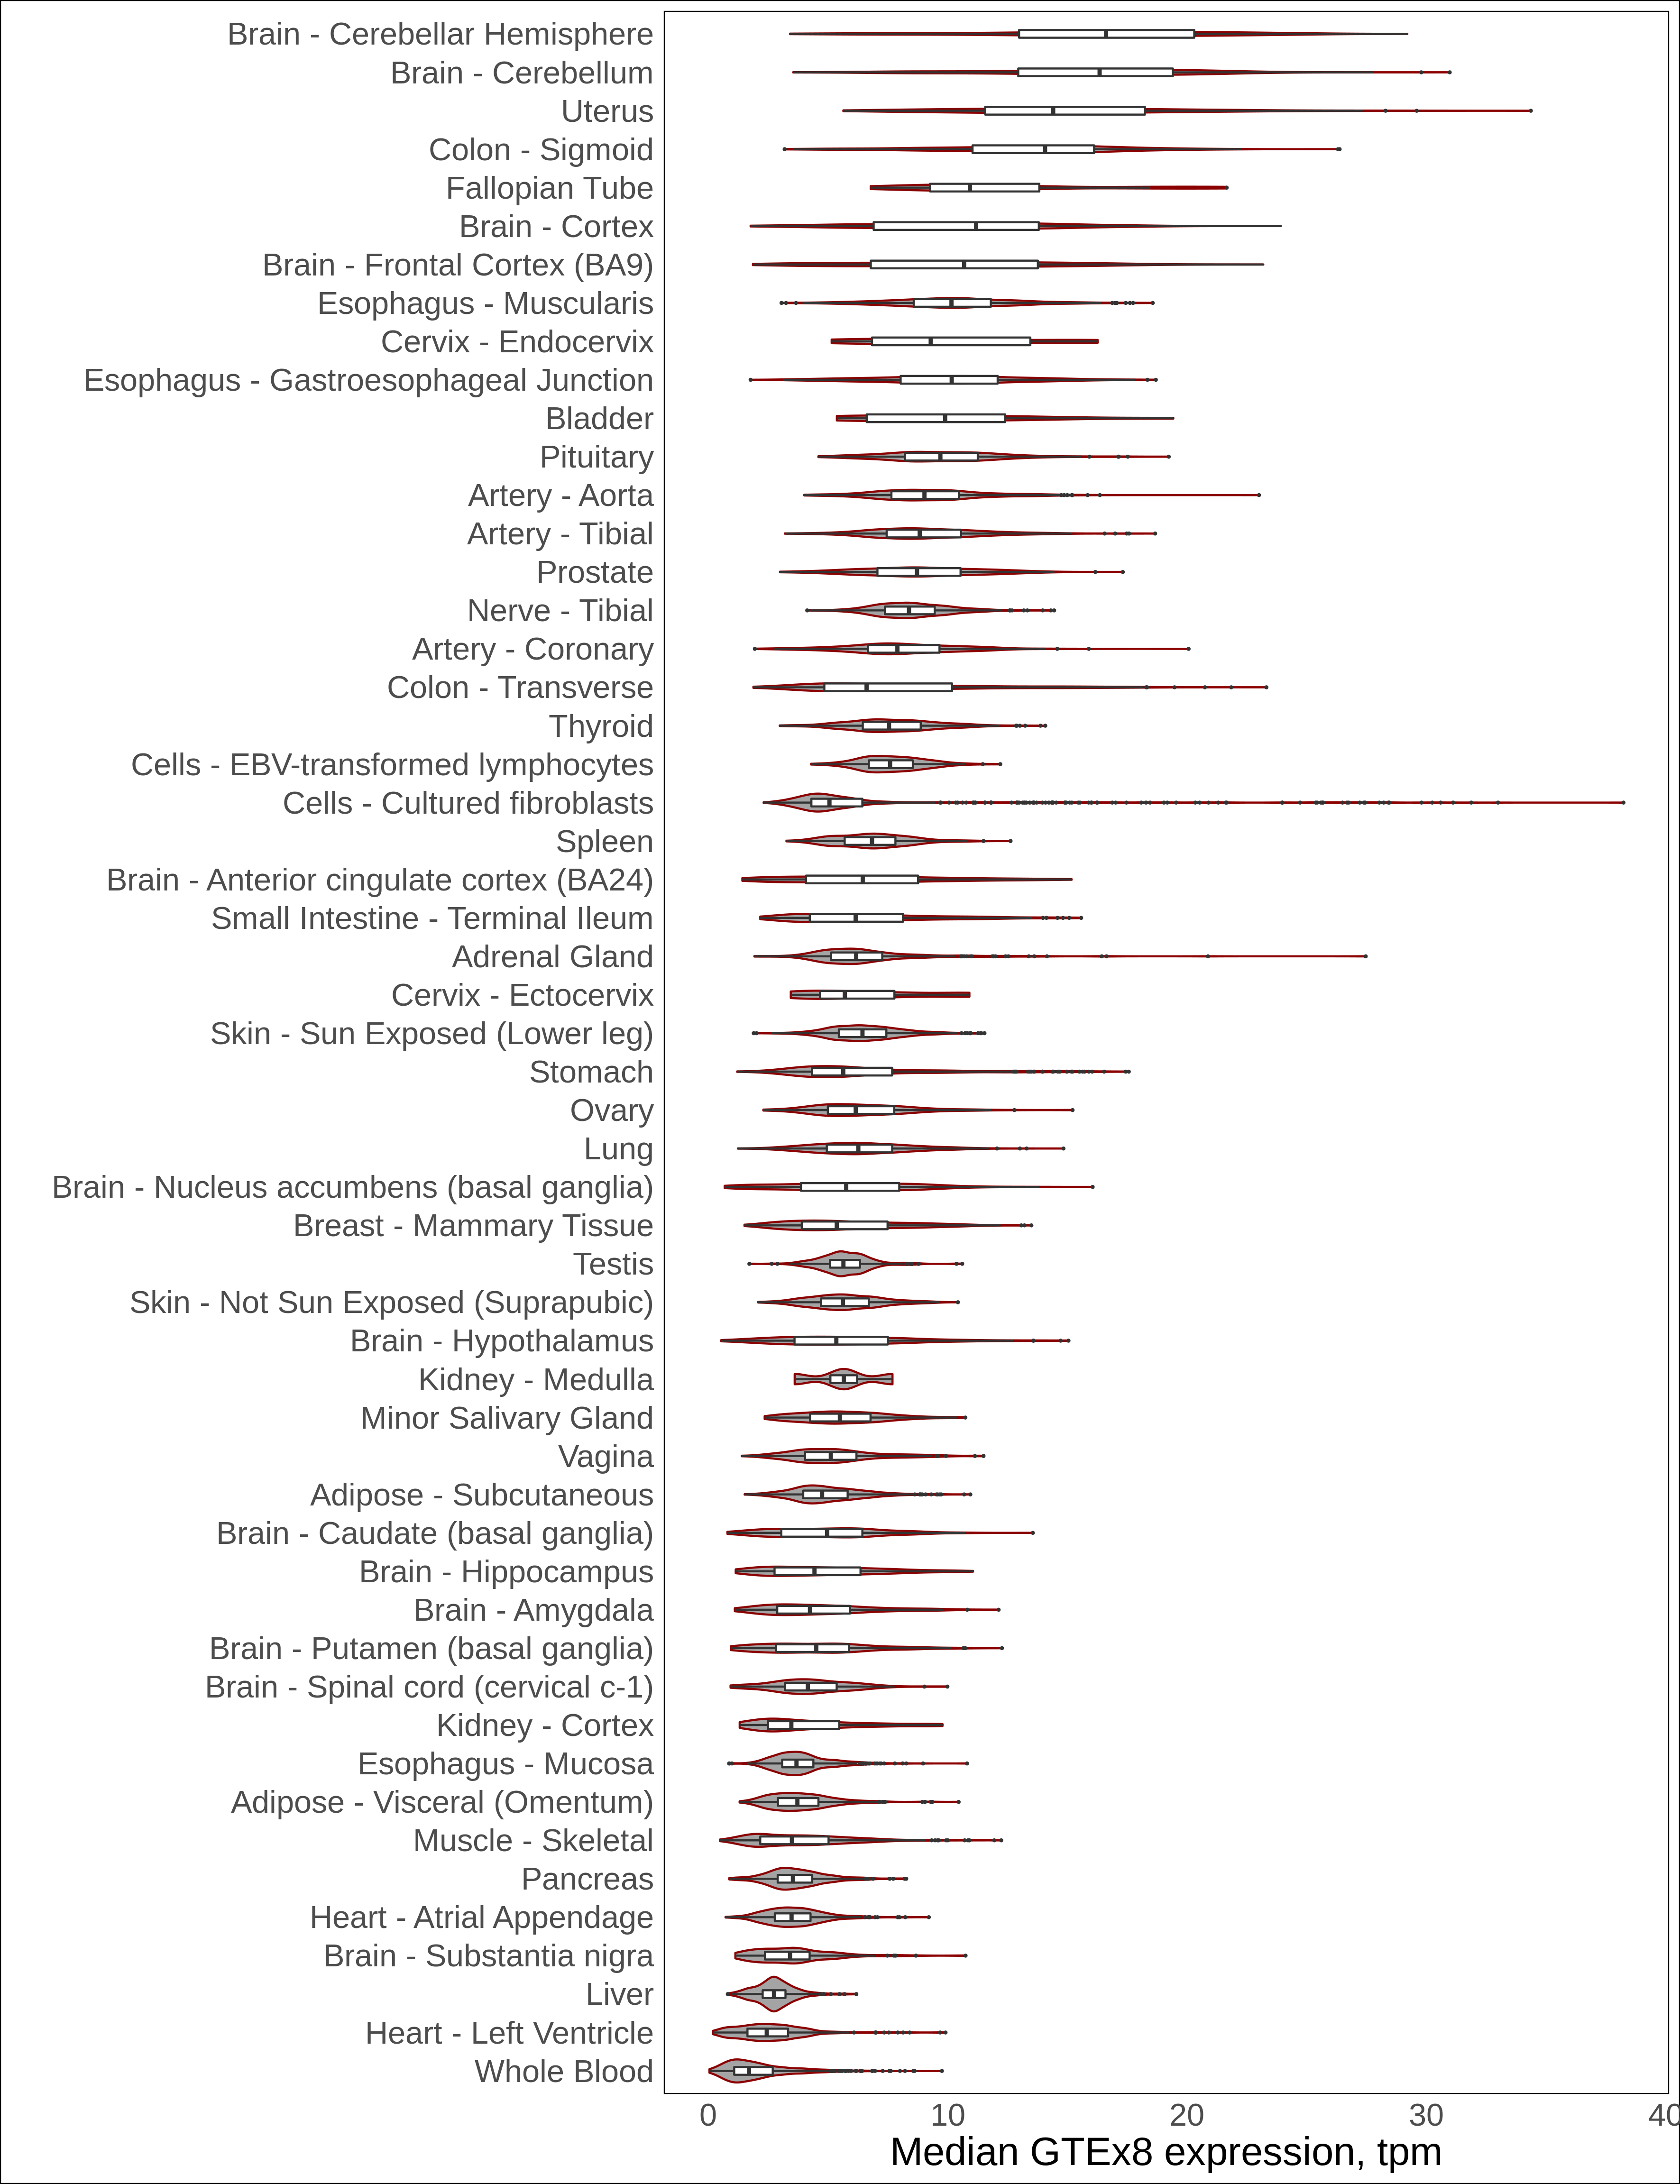 Brain - Cerebellar Hemisphere
Brain - Cerebellum
Uterus
Colon - Sigmoid
Fallopian Tube
Brain - Cortex
Brain - Frontal Cortex (BA9)
Esophagus - Muscularis
Cervix - Endocervix
Esophagus - Gastroesophageal Junction
Bladder
Pituitary
Artery - Aorta
Artery - Tibial
Prostate
Nerve - Tibial
Artery - Coronary
Colon - Transverse
Thyroid
Cells - EBV-transformed lymphocytes
Cells - Cultured fibroblasts
Spleen
Brain - Anterior cingulate cortex (BA24)
Small Intestine - Terminal Ileum
Adrenal Gland
Cervix - Ectocervix
Skin - Sun Exposed (Lower leg)
Stomach
Ovary
Lung
Brain - Nucleus accumbens (basal ganglia)
Breast - Mammary Tissue
Testis
Skin - Not Sun Exposed (Suprapubic)
Brain - Hypothalamus
Kidney - Medulla
Minor Salivary Gland
Vagina
Adipose - Subcutaneous
Brain - Caudate (basal ganglia)
Brain - Hippocampus
Brain - Amygdala
Brain - Putamen (basal ganglia)
Brain - Spinal cord (cervical c-1)
Kidney - Cortex
Esophagus - Mucosa
Adipose - Visceral (Omentum)
Muscle - Skeletal
Pancreas
Heart - Atrial Appendage
Brain - Substantia nigra
Liver
Heart - Left Ventricle
Whole Blood
0 10 20 30 40
Median GTEx8 expression, tpm